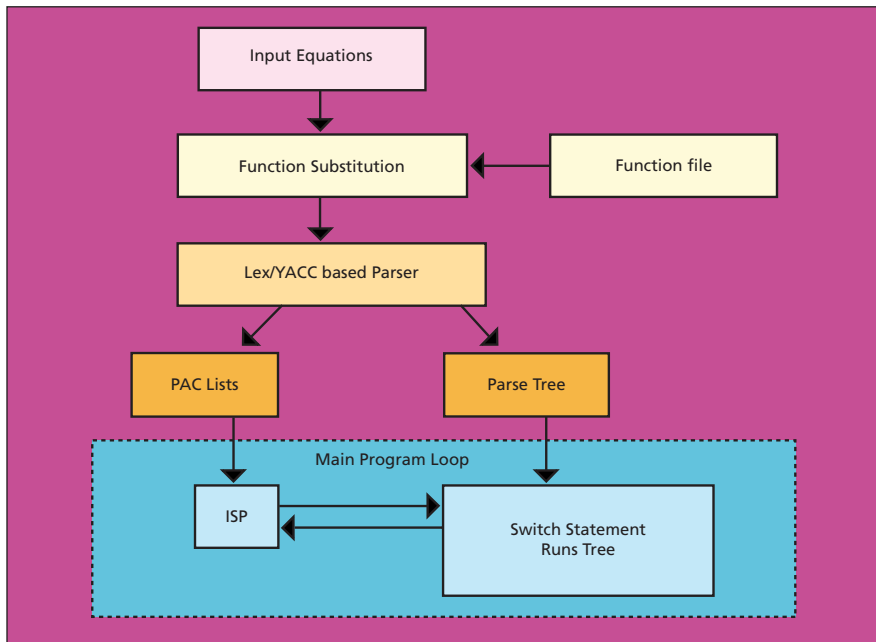 Input Equations
Function Substitution
Function file
Lex/YACC based Parser
PAC Lists
Parse Tree
Main Program Loop
ISP
Switch Statement
Runs Tree